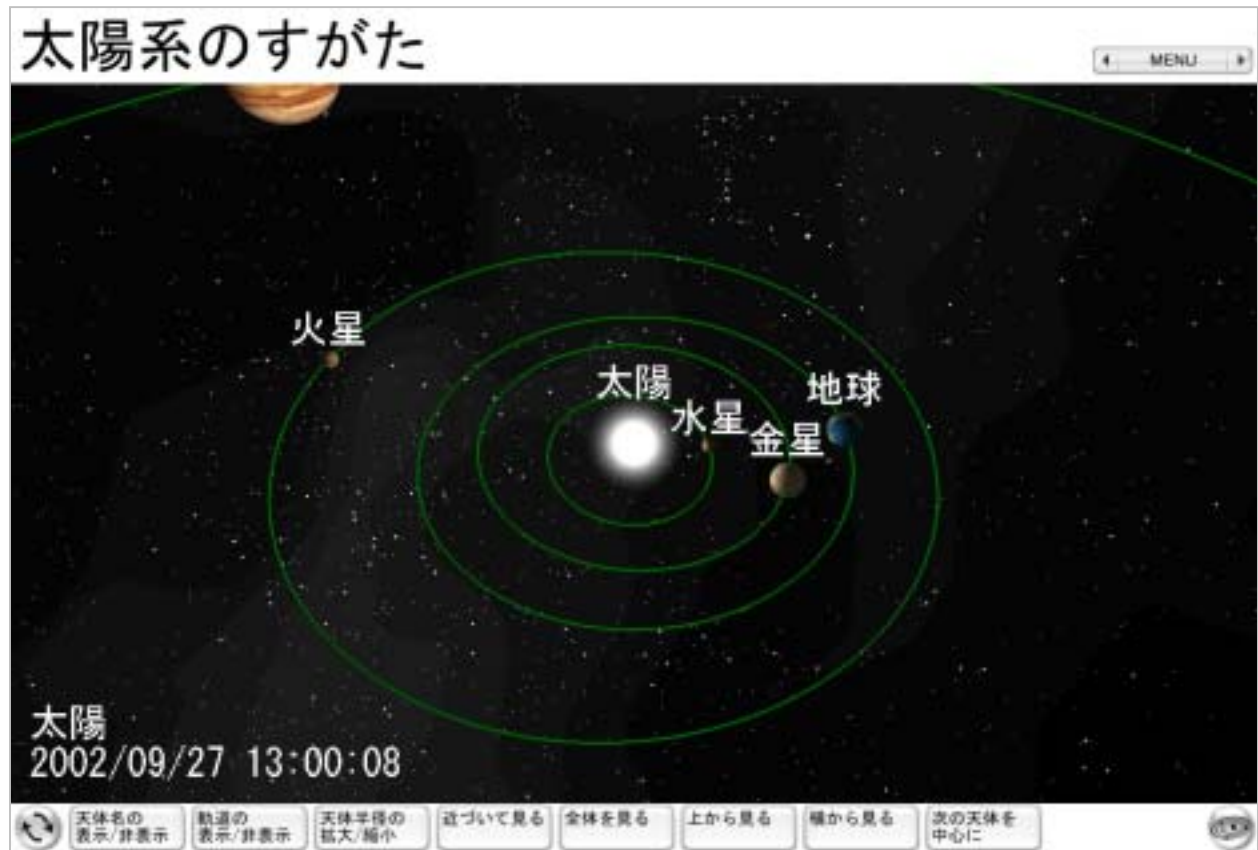 太陽系のすがた
MENU
火星
太陽
水星
金星
地球
太陽
2002/09/27 13:00:08
天体名の
表示/非表示
軌道の
表示/非表示
天体半径の
拡大/縮小
近づいて見る
全体を見る
上から見る
横から見る
次の天体を
中心に